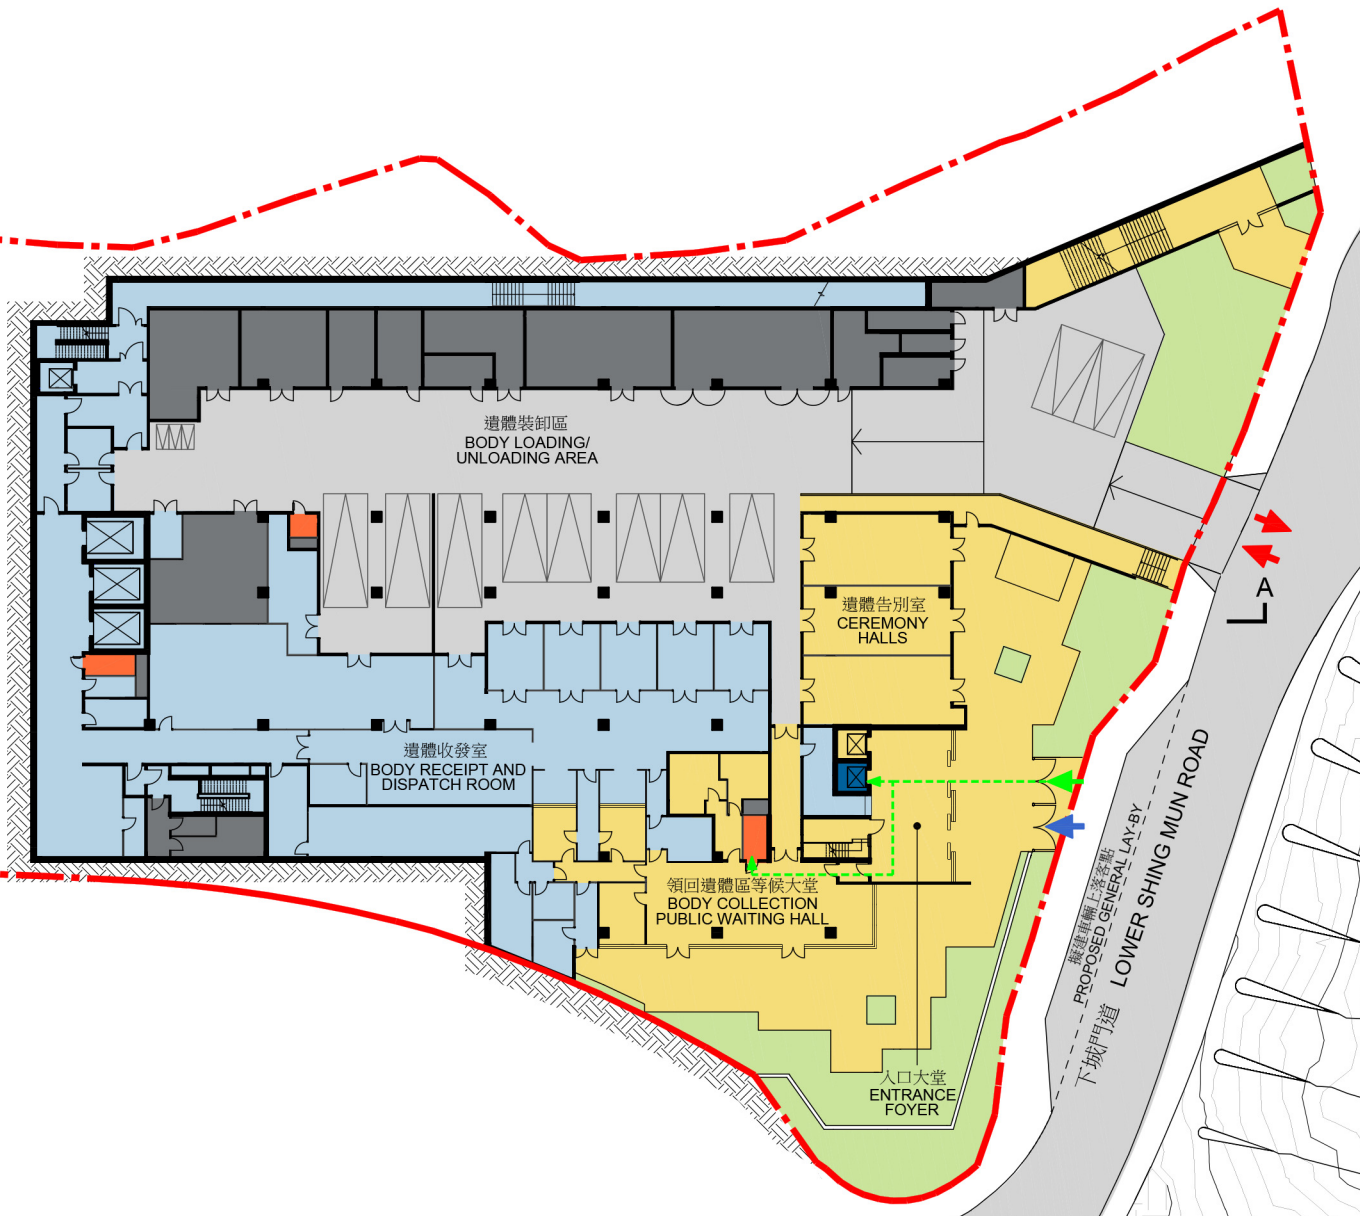 遺體裝卸區
BODY LOADING/
UNLOADING AREA
遺體告別室
CEREMONY
HALLS
A
遺體收發室
BODY RECEIPT AND
DISPATCH ROOM
領回遺體區等候大堂
BODY COLLECTION
PUBLIC WAITING HALL
擬建車輛上落客點
PROPOSED GENERAL LAY-BY
下城門道 LOWER SHING MUN ROAD
入口大堂
ENTRANCE
FOYER